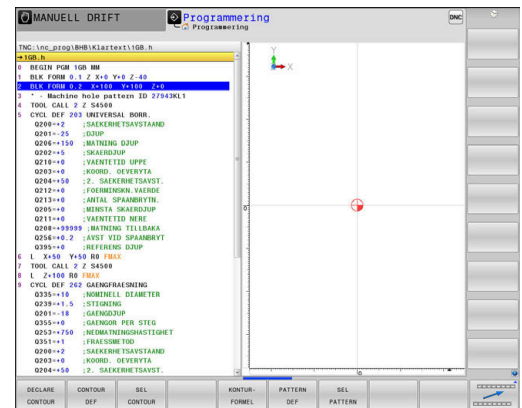 MANUELL DRIFT
Programmering
Programmering
DNC
TNC:\nc_prog\BHB\Klartext\1GB.h
→1GB.h
0 BEGIN PGM 1GB MM
1 BLK FORM 0.1 Z X+0 Y+0 Z-40
2 BLK FORM 0.2 X+100 Y+100 Z+0
3 * - Machine hole pattern ID 27943KL1
4 TOOL CALL 2 Z S4500
5 CYCL DEF 203 UNIVERSAL BORR.
Q200=+2 ;SAEKERHETSAVSTAAND
Q201=-25 ;DJUP
Q206=+150 ;MATNING DJUP
Q202=+5 ;SKAERDJUP
Q210=+0 ;VAENTETID UPPE
Q203=+0 ;KOORD. OEVERYTA
Q204=+50 ;2. SAEKERHETSAVST.
Q212=+0 ;FOERMINSKN.VAERDE
Q213=+0 ;ANTAL SPAANBRYTN.
Q205=+0 ;MINSTA SKAERDJUP
Q211=+0 ;VAENTETID NERE
Q208=+99999 ;MATNING TILLBAKA
Q256=+0.2 ;AVST VID SPAANBRYT
Q395=+0 ;REFERENS DJUP
6 L X+50 Y+50 R0 FMAX
7 TOOL CALL 2 Z S4500
8 L Z+100 R0 FMAX
9 CYCL DEF 262 GAENGFRAESNING
Q335=+10 ;NOMINELL DIAMETER
Q239=+1.5 ;STIGNING
Q201=-18 ;GAENGDJUP
Q355=+0 ;GAENGOR PER STEG
Q253=+750 ;NEDMATNINGSHASTIGHET
Q351=+1 ;FRAESMETOD
Q200=+2 ;SAEKERHETSAVSTAAND
Q203=+0 ;KOORD. OEVERYTA
Q204=+50 ;2. SAEKERHETSAVST.
Y
X
0
0
DECLARE CONTOUR
CONTOUR DEF
SEL CONTOUR
KONTUR- FORMEL
PATTERN DEF
SEL PATTERN